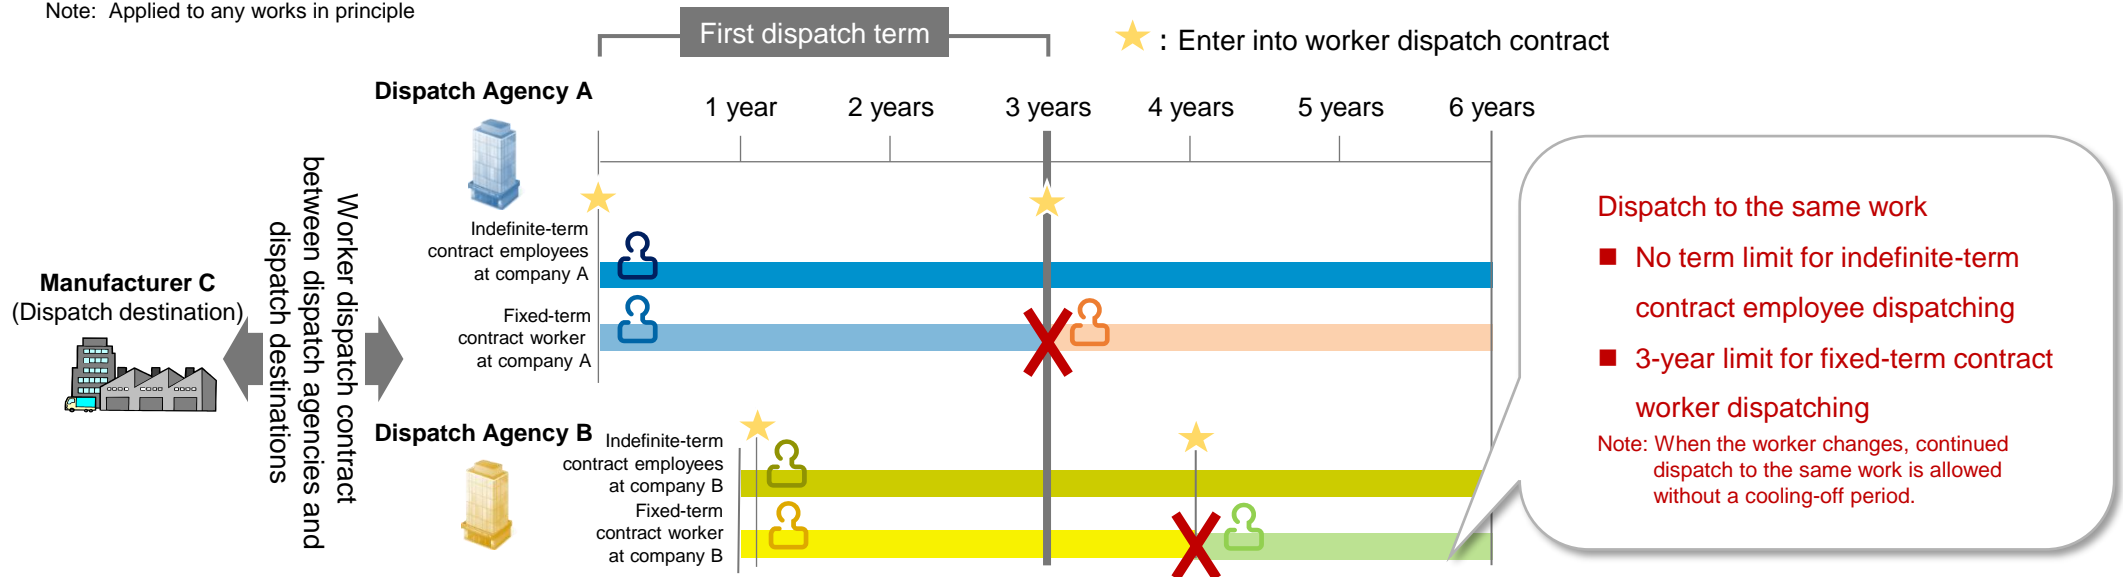 Note: Applied to any works in principle
First dispatch term
: Enter into worker dispatch contract
Dispatch Agency A
1 year
2 years
3 years
4 years
5 years
6 years
Indefinite-term
contract employees
at company A
Fixed-term
contract worker
at company A
Manufacturer C
(Dispatch destination)
Worker dispatch contract
between dispatch agencies and
dispatch destinations
Dispatch Agency B
Indefinite-term
contract employees
at company B
Fixed-term
contract worker
at company B
Dispatch to the same work
■ No term limit for indefinite-term
contract employee dispatching
■ 3-year limit for fixed-term contract
worker dispatching
Note: When the worker changes, continued
dispatch to the same work is allowed
without a cooling-off period.